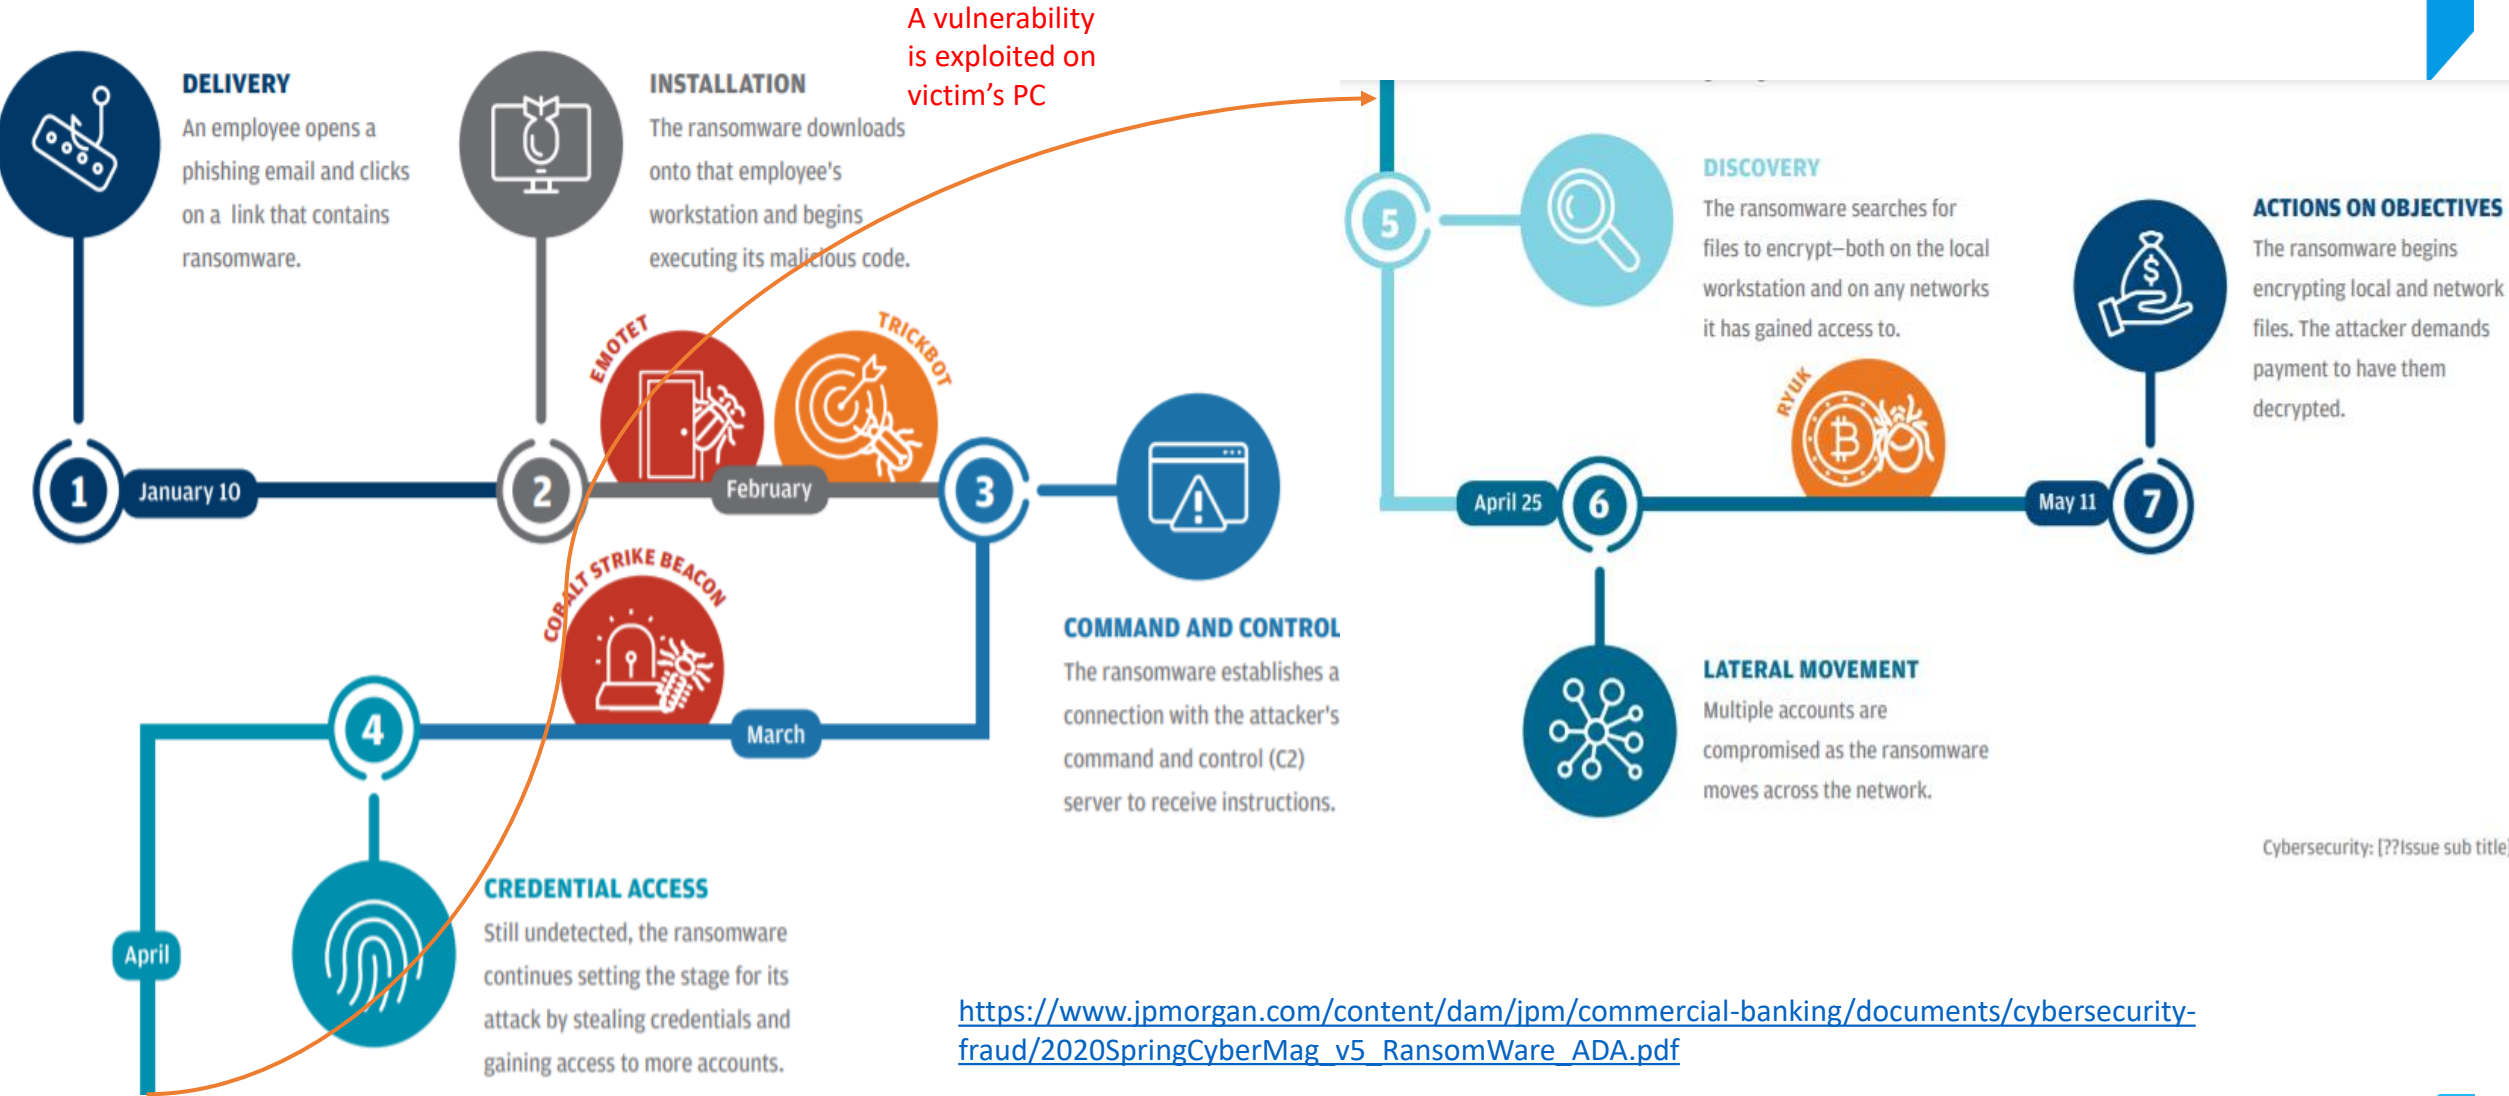 A vulnerability
is exploited on
victim's PC
DELIVERY
An employee opens a
phishing email and clicks
on a link that contains
ransomware.
INSTALLATION
The ransomware downloads
onto that employee's
workstation and begins
executing its malicious code.
EMOTET
TRICKBOT
1
January 10
2
February
3
COMMAND AND CONTROL
The ransomware establishes a
connection with the attacker's
command and control (C2)
server to receive instructions.
COBALT STRIKE BEACON
March
4
CREDENTIAL ACCESS
Still undetected, the ransomware
continues setting the stage for its
attack by stealing credentials and
gaining access to more accounts.
April
5
DISCOVERY
The ransomware searches for
files to encrypt—both on the local
workstation and on any networks
it has gained access to.
RYUK
April 25
6
LATERAL MOVEMENT
Multiple accounts are
compromised as the ransomware
moves across the network.
May 11
7
ACTIONS ON OBJECTIVES
The ransomware begins
encrypting local and network
files. The attacker demands
payment to have them
decrypted.
Cybersecurity: [??Issue sub title]
https://www.jpmorgan.com/content/dam/jpm/commercial-banking/documents/cybersecurity-
fraud/2020SpringCyberMag_v5_RansomWare_ADA.pdf